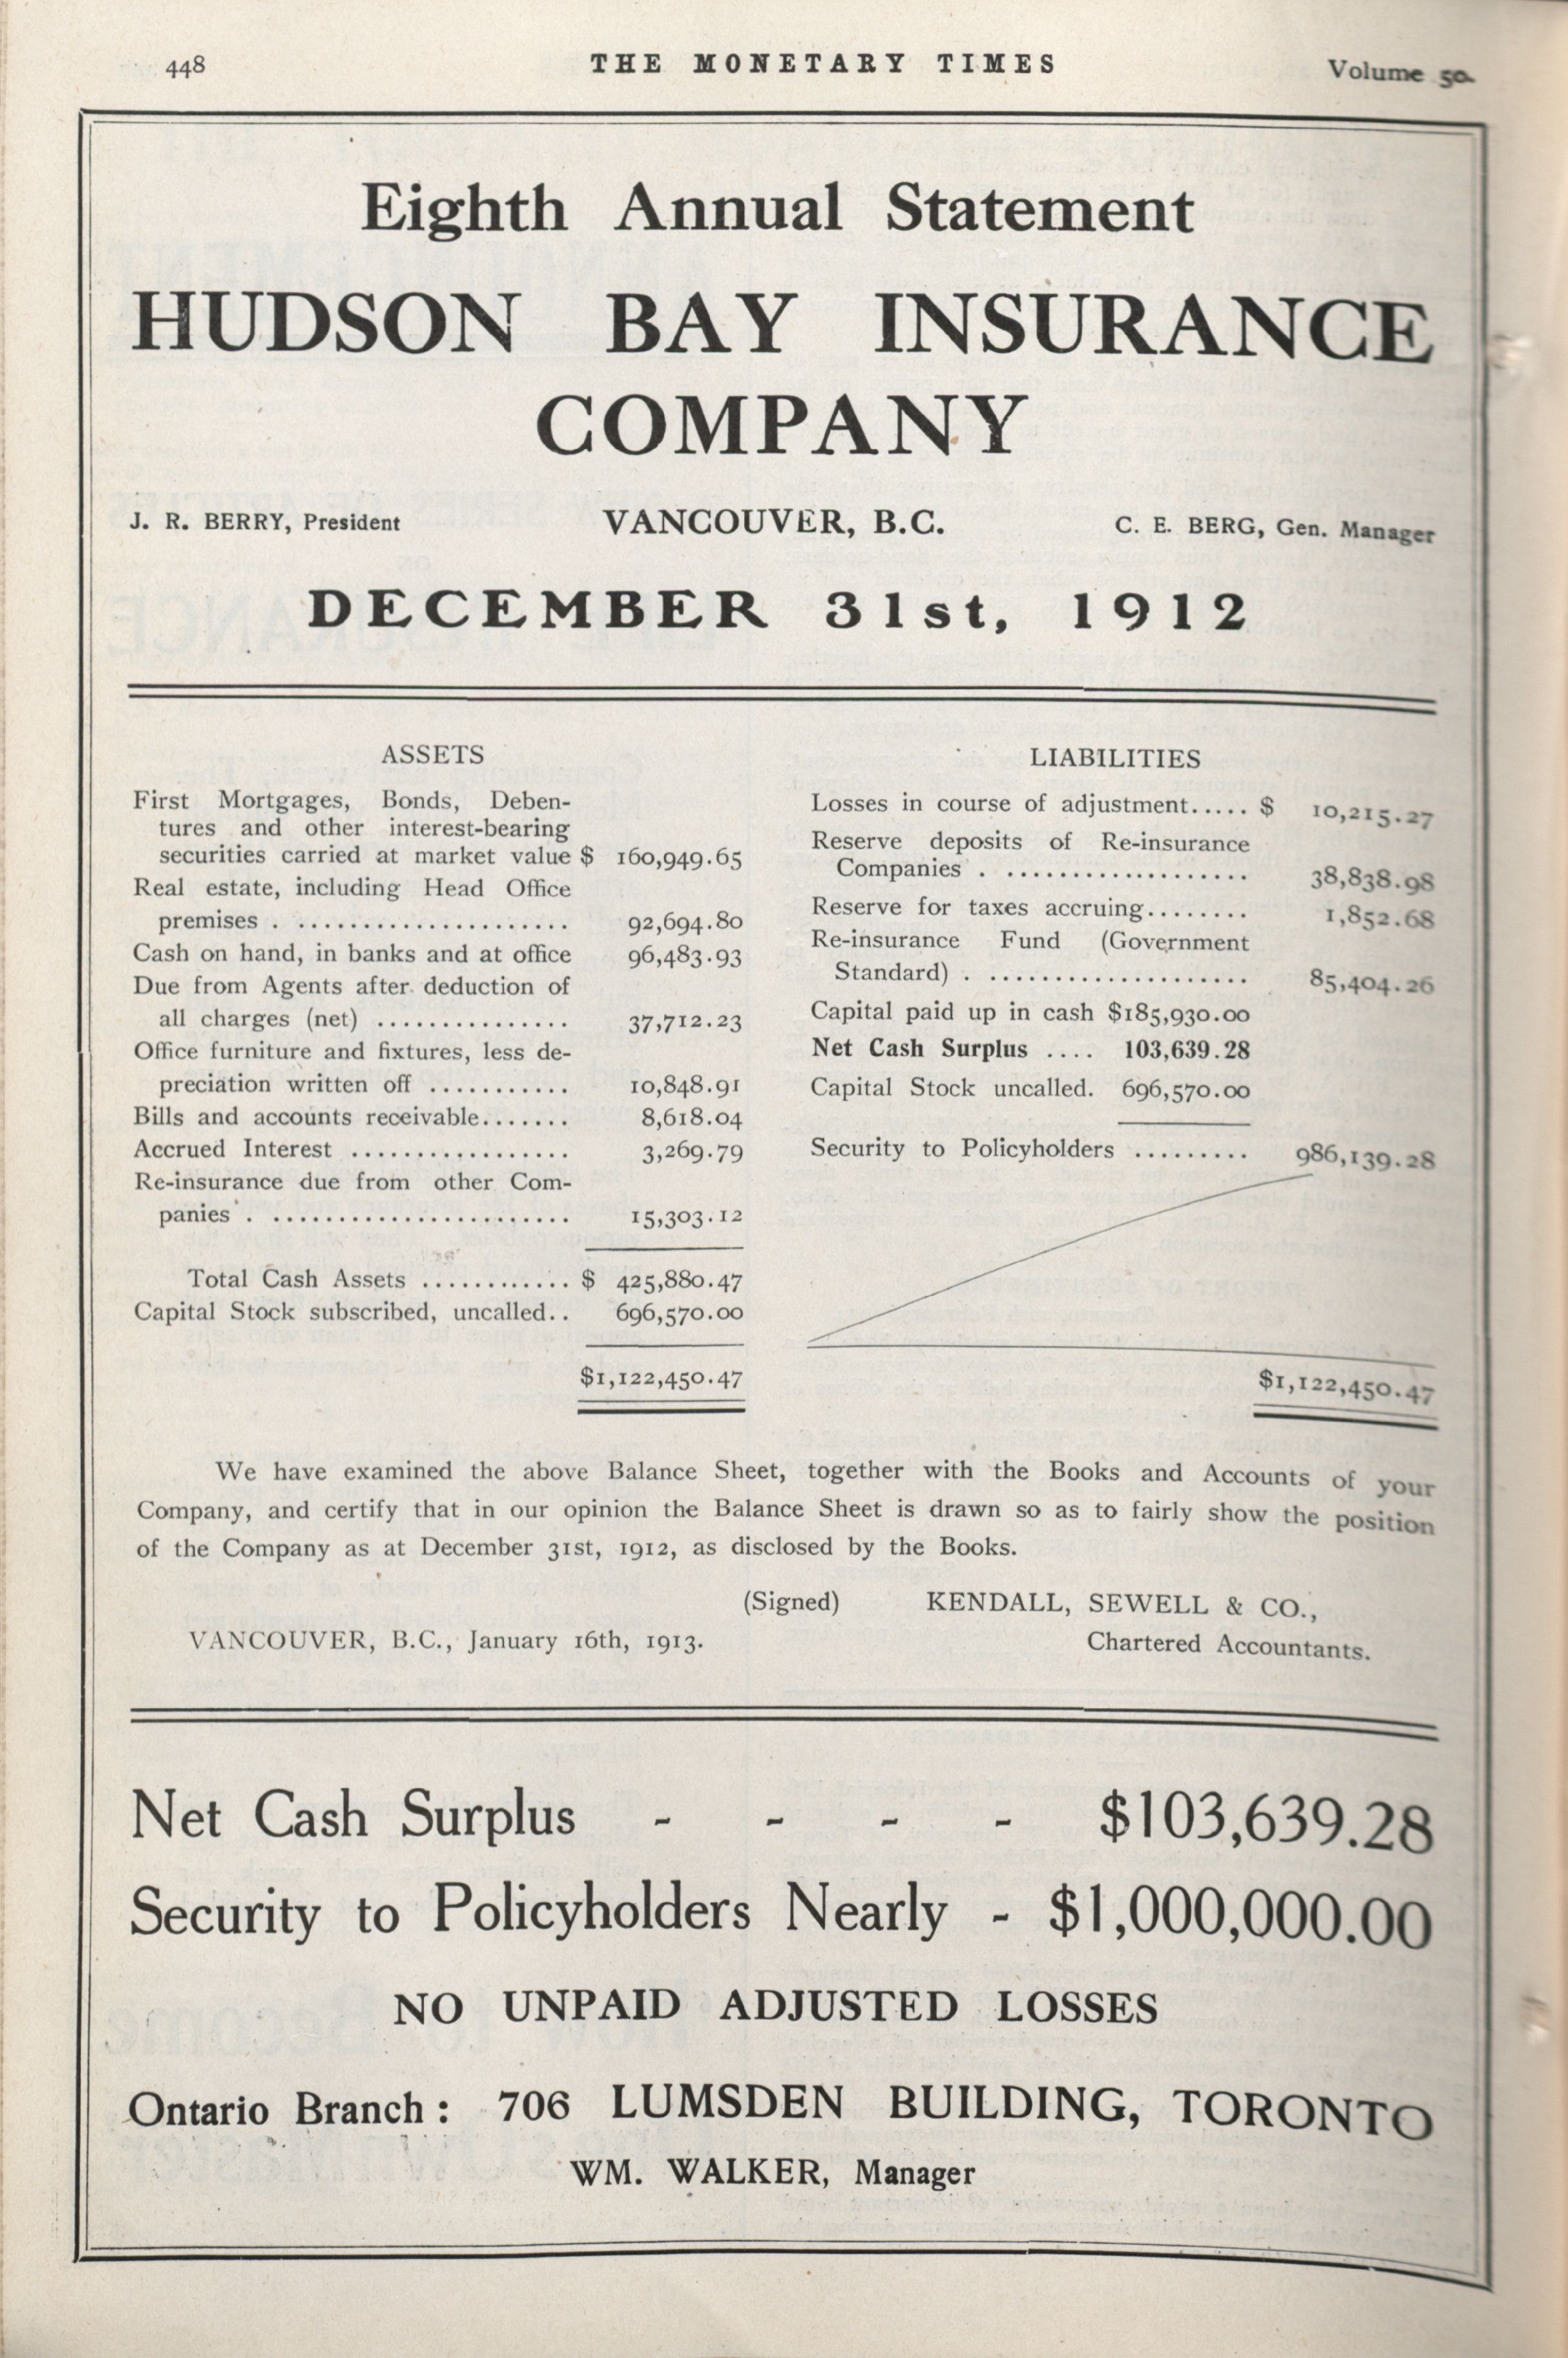 448
THE MONETARY TIMES
Volume 50.
Eighth Annual Statement
HUDSON BAY INSURANCE
COMPANY
J. R. BERRY, President
VANCOUVER, B.C.
C. E. BERG, Gen. Manager
DECEMBER 31st, 1912
ASSETS
First Mortgages, Bonds, Deben-
tures and other interest-bearing
securities carried at market value $ 160,949.65
Real estate, including Head Office
premises . ..................... 92,694.80
Cash on hand, in banks and at office 96,483.93
Due from Agents after deduction of
all charges (net) ............... 37,712.23
Office furniture and fixtures, less de-
preciation written off ........... 10,848.91
Bills and accounts receivable....... 8,618.04
Accrued Interest ................. 3,269.79
Re-insurance due from other Com-
panies . ....................... 15,303.12
Total Cash Assets ............ $ 425,880.47
Capital Stock subscribed, uncalled.. 696,570.00
$1,122,450.47
LIABILITIES
Losses in course of adjustment..... $ 10,215.27
Reserve deposits of Re-insurance
Companies . ................... 38,838.98
Reserve for taxes accruing........ 1,852.68
Re-insurance Fund (Government
Standard) . .................... 85,404.26
Capital paid up in cash $185,930.00
Net Cash Surplus .... 103,639.28
Capital Stock uncalled. 696,570.00
Security to Policyholders ......... 986,139.28
$1,122,450.47
We have examined the above Balance Sheet, together with the Books and Accounts of your
Company, and certify that in our opinion the Balance Sheet is drawn so as to fairly show the position
of the Company as at December 31st, 1912, as disclosed by the Books.
(Signed) KENDALL, SEWELL & CO.,
VANCOUVER, B.C., January 16th, 1913.
Chartered Accountants.
Net Cash Surplus - - - - $103,639.28
Security to Policyholders Nearly - $1,000,000.00
NO UNPAID ADJUSTED LOSSES
Ontario Branch : 706 LUMSDEN BUILDING, TORONTO
WM. WALKER, Manager